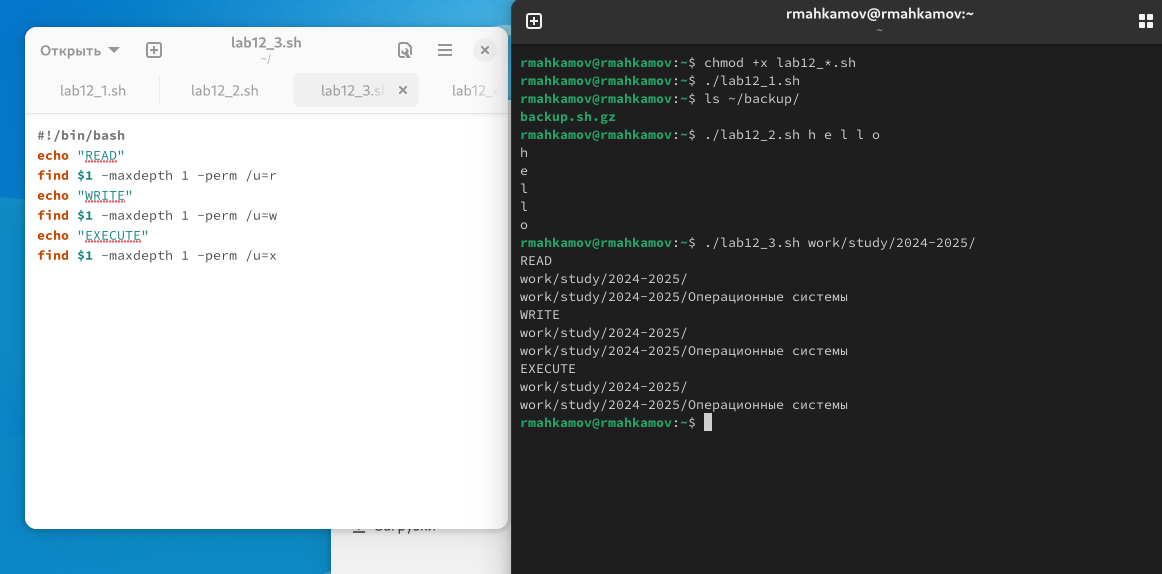 Открыть
lab12_3.sh
~/
lab12_1.sh
lab12_2.sh
lab12_3.sh
lab12_4
#!/bin/bash
echo "READ"
find $1 -maxdepth 1 -perm /u=r
echo "WRITE"
find $1 -maxdepth 1 -perm /u=w
echo "EXECUTE"
find $1 -maxdepth 1 -perm /u=x
Загрузки
rmahkamov@rmahkamov:~
~
rmahkamov@rmahkamov:~$ chmod +x lab12_*.sh
rmahkamov@rmahkamov:~$ ./lab12_1.sh
rmahkamov@rmahkamov:~$ ls ~/backup/
backup.sh.gz
rmahkamov@rmahkamov:~$ ./lab12_2.sh h e l l o
h
e
l
l
o
rmahkamov@rmahkamov:~$ ./lab12_3.sh work/study/2024-2025/
READ
work/study/2024-2025/
work/study/2024-2025/Операционные системы
WRITE
work/study/2024-2025/
work/study/2024-2025/Операционные системы
EXECUTE
work/study/2024-2025/
work/study/2024-2025/Операционные системы
rmahkamov@rmahkamov:~$